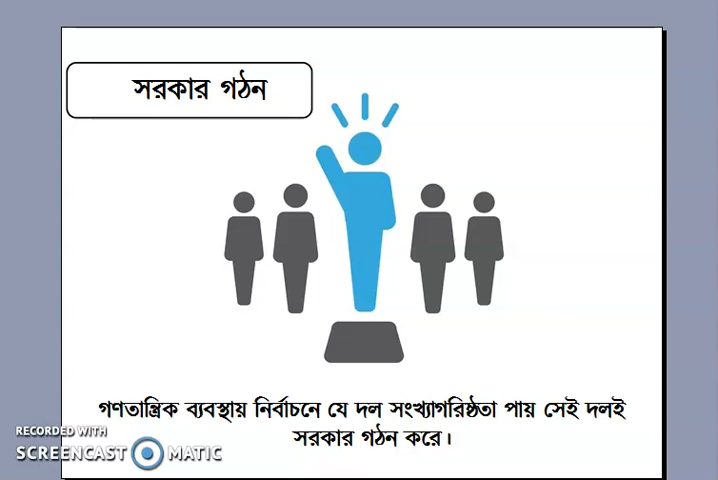 সরকার গঠন
গণতান্ত্রিক ব্যবস্থায় নির্বাচনে যে দল সংখ্যাগরিষ্ঠতা পায় সেই দলই
সরকার গঠন করে।
RECORDED WITH
SCREENCAST MATIC